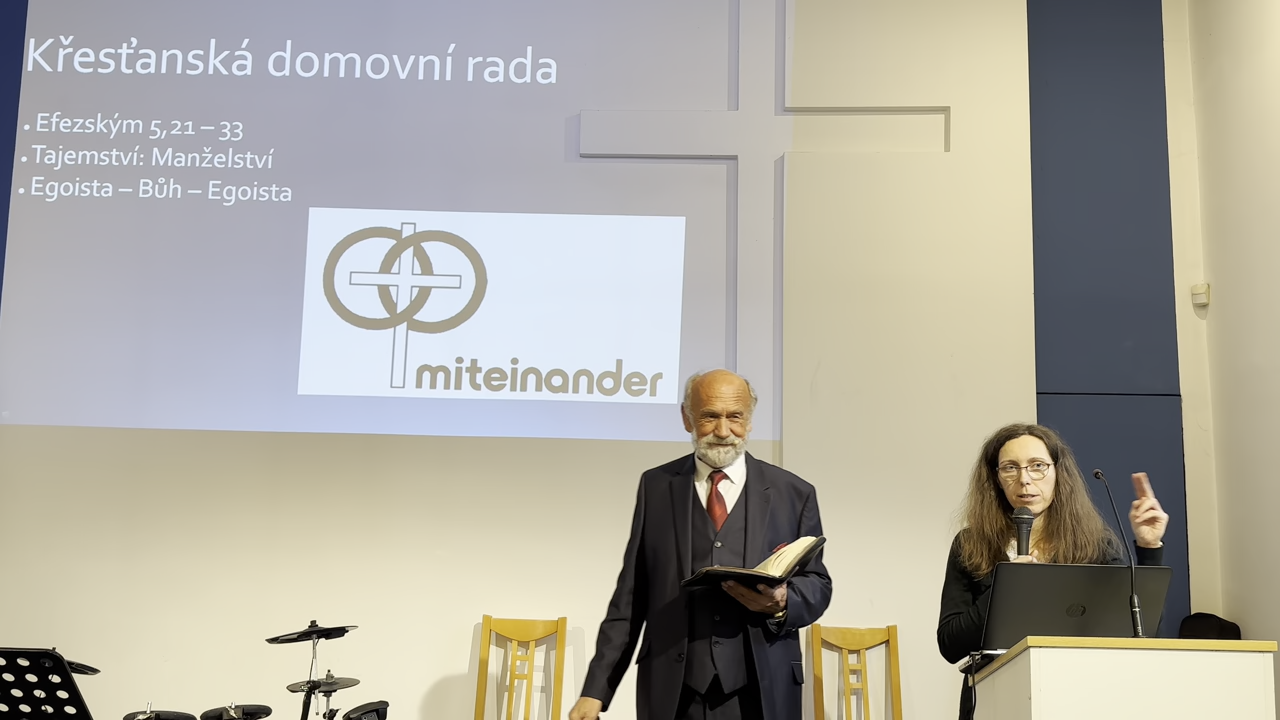 Křesťanská domovní rada
• Efezským 5,21 – 33
• Tajemství: Manželství
• Egoista – Bůh – Egoista
miteinander